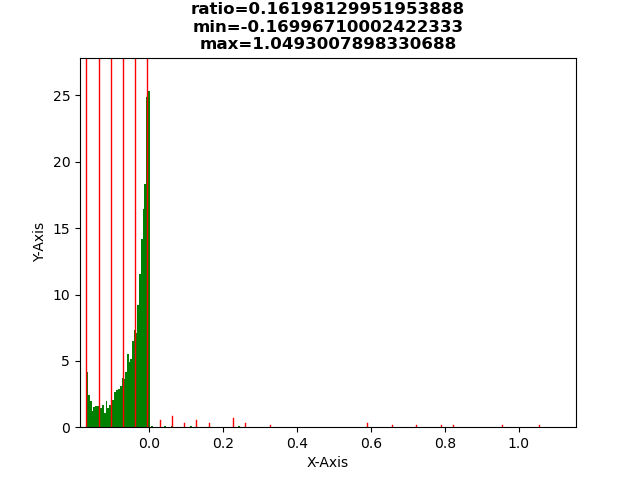 ratio=0.16198129951953888
min=-0.16996710002422333
max=1.0493007898330688
25
20
15
10
5
0
Y-Axis
0.0 0.2 0.4 0.6 0.8 1.0
X-Axis